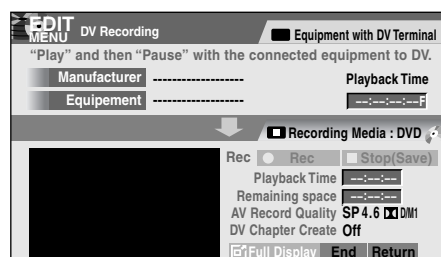 EDIT
MENU DV Recording
Equipment with DV Terminal
“Play” and then “Pause” with the connected equipment to DV.
Manufacturer -------------------
Playback Time
Equipement -------------------
--:--:--F
Recording Media : DVD
Rec Rec Stop(Save)
Playback Time --:--:--
Remaining space --:--:--
AV Record Quality SP 4.6 D/M1
DV Chapter Create Off
Full Display End Return